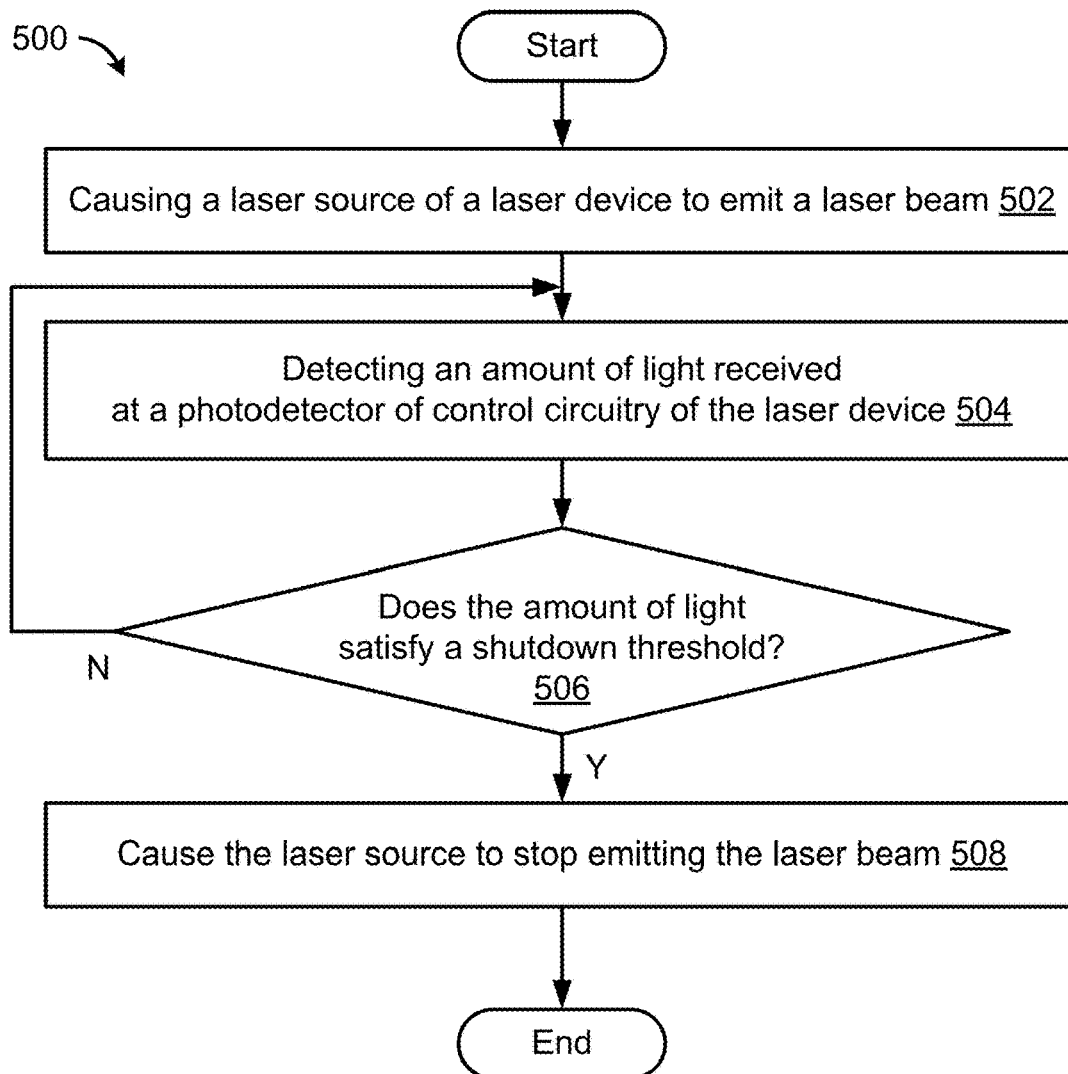 500
Start
Causing a laser source of a laser device to emit a laser beam 502
Detecting an amount of light received
at a photodetector of control circuitry of the laser device 504
Does the amount of light
satisfy a shutdown threshold?
506
N
Y
Cause the laser source to stop emitting the laser beam 508
End